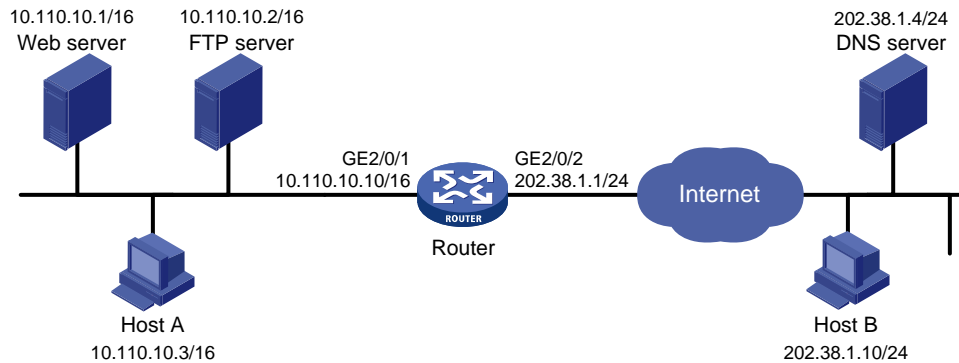 10.110.10.1/16
Web server
10.110.10.2/16
FTP server
202.38.1.4/24
DNS server
GE2/0/1
10.110.10.10/16
GE2/0/2
202.38.1.1/24
ROUTER
Router
Internet
Host A
10.110.10.3/16
Host B
202.38.1.10/24